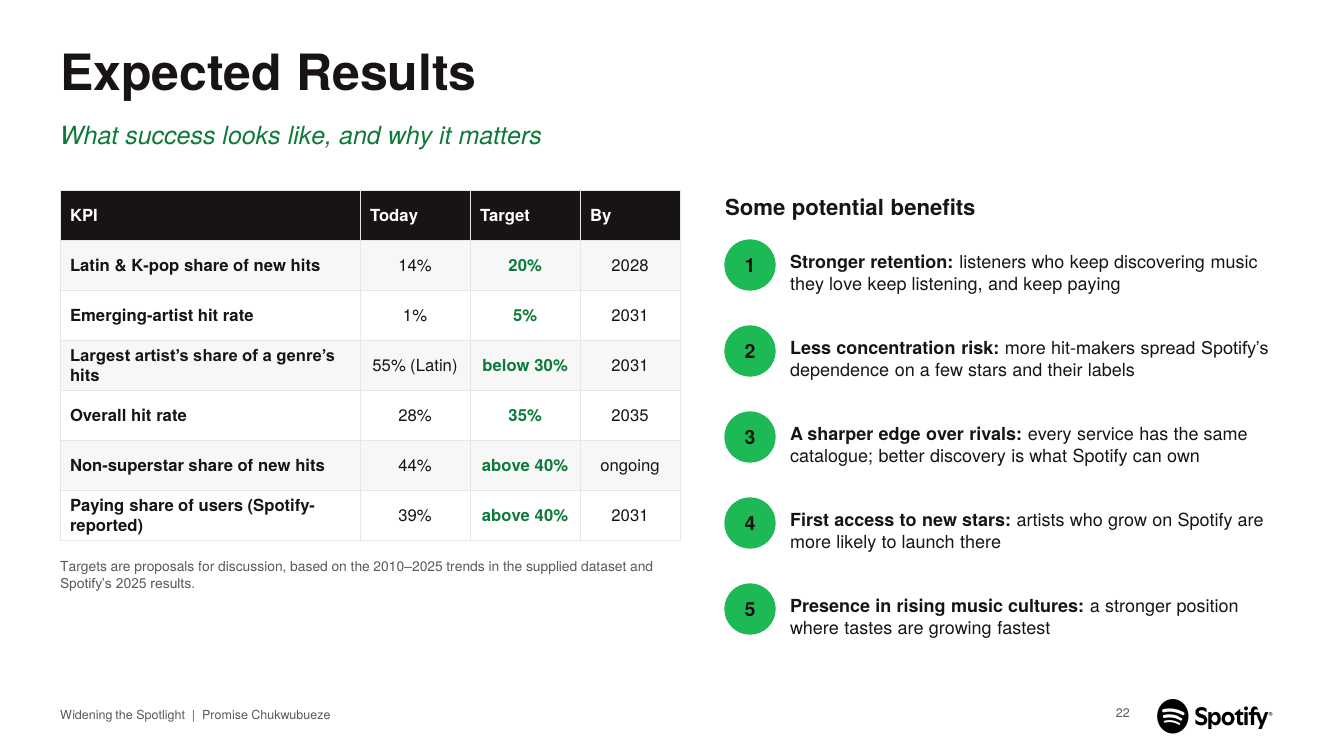 Expected Results
What success looks like, and why it matters
KPI Today Target By
Latin & K-pop share of new hits 14% 20% 2028
Emerging-artist hit rate 1% 5% 2031
Largest artist’s share of a genre’s
hits 55% (Latin) below 30% 2031
Overall hit rate 28% 35% 2035
Non-superstar share of new hits 44% above 40% ongoing
Paying share of users (Spotify-
reported) 39% above 40% 2031
Targets are proposals for discussion, based on the 2010–2025 trends in the supplied dataset and
Spotify’s 2025 results.
Some potential benefits
1 Stronger retention: listeners who keep discovering music
they love keep listening, and keep paying
2 Less concentration risk: more hit-makers spread Spotify’s
dependence on a few stars and their labels
3 A sharper edge over rivals: every service has the same
catalogue; better discovery is what Spotify can own
4 First access to new stars: artists who grow on Spotify are
more likely to launch there
5 Presence in rising music cultures: a stronger position
where tastes are growing fastest
Widening the Spotlight | Promise Chukwubueze
22
Spotify®